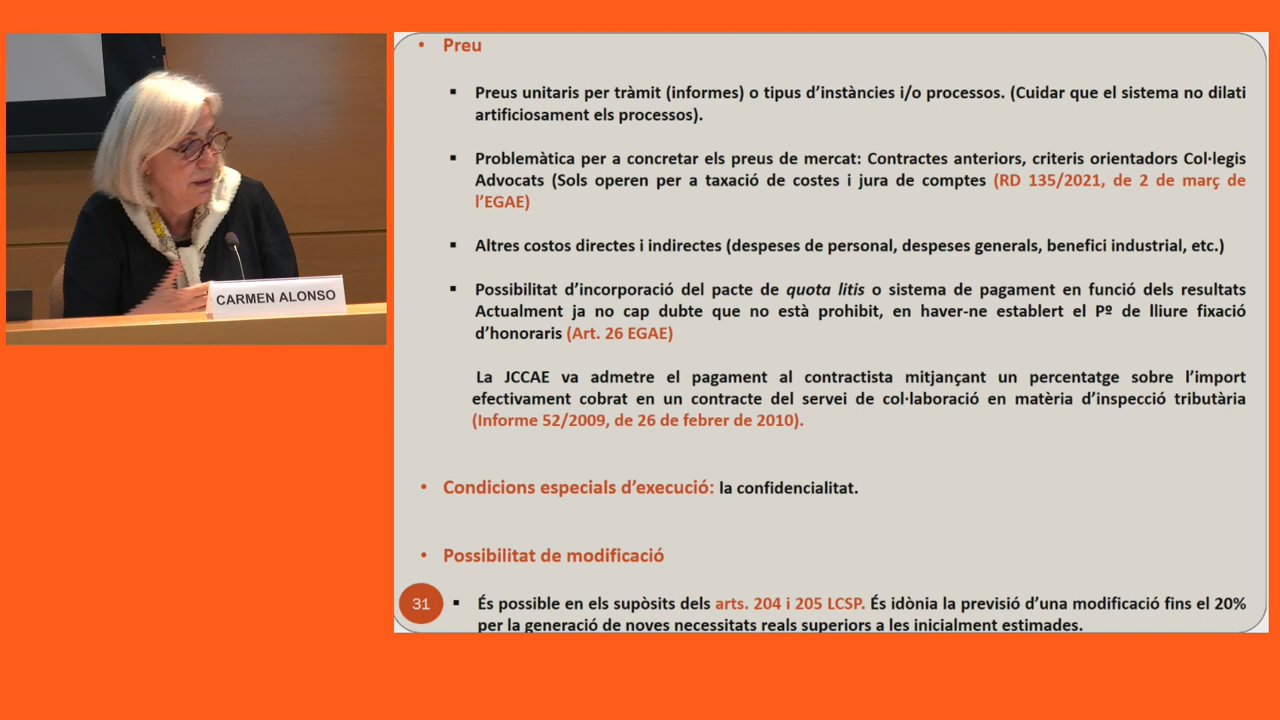 CARMEN ALONSO
• Preu
▪ Preus unitaris per tràmit (informes) o tipus d’instàncies i/o processos. (Cuidar que el sistema no dilati
artificiosament els processos).
▪ Problemàtica per a concretar els preus de mercat: Contractes anteriors, criteris orientadors Col·legis
Advocats (Sols operen per a taxació de costes i jura de comptes (RD 135/2021, de 2 de març de
l’EGAE)
▪ Altres costos directes i indirectes (despeses de personal, despeses generals, benefici industrial, etc.)
▪ Possibilitat d’incorporació del pacte de quota litis o sistema de pagament en funció dels resultats
Actualment ja no cap dubte que no està prohibit, en haver-ne establert el Pº de lliure fixació
d’honoraris (Art. 26 EGAE)
La JCCAE va admetre el pagament al contractista mitjançant un percentatge sobre l’import
efectivament cobrat en un contracte del servei de col·laboració en matèria d’inspecció tributària
(Informe 52/2009, de 26 de febrer de 2010).
• Condicions especials d’execució: la confidencialitat.
• Possibilitat de modificació
31
▪ És possible en els supòsits dels arts. 204 i 205 LCSP. És idònia la previsió d’una modificació fins el 20%
per la generació de noves necessitats reals superiors a les inicialment estimades.